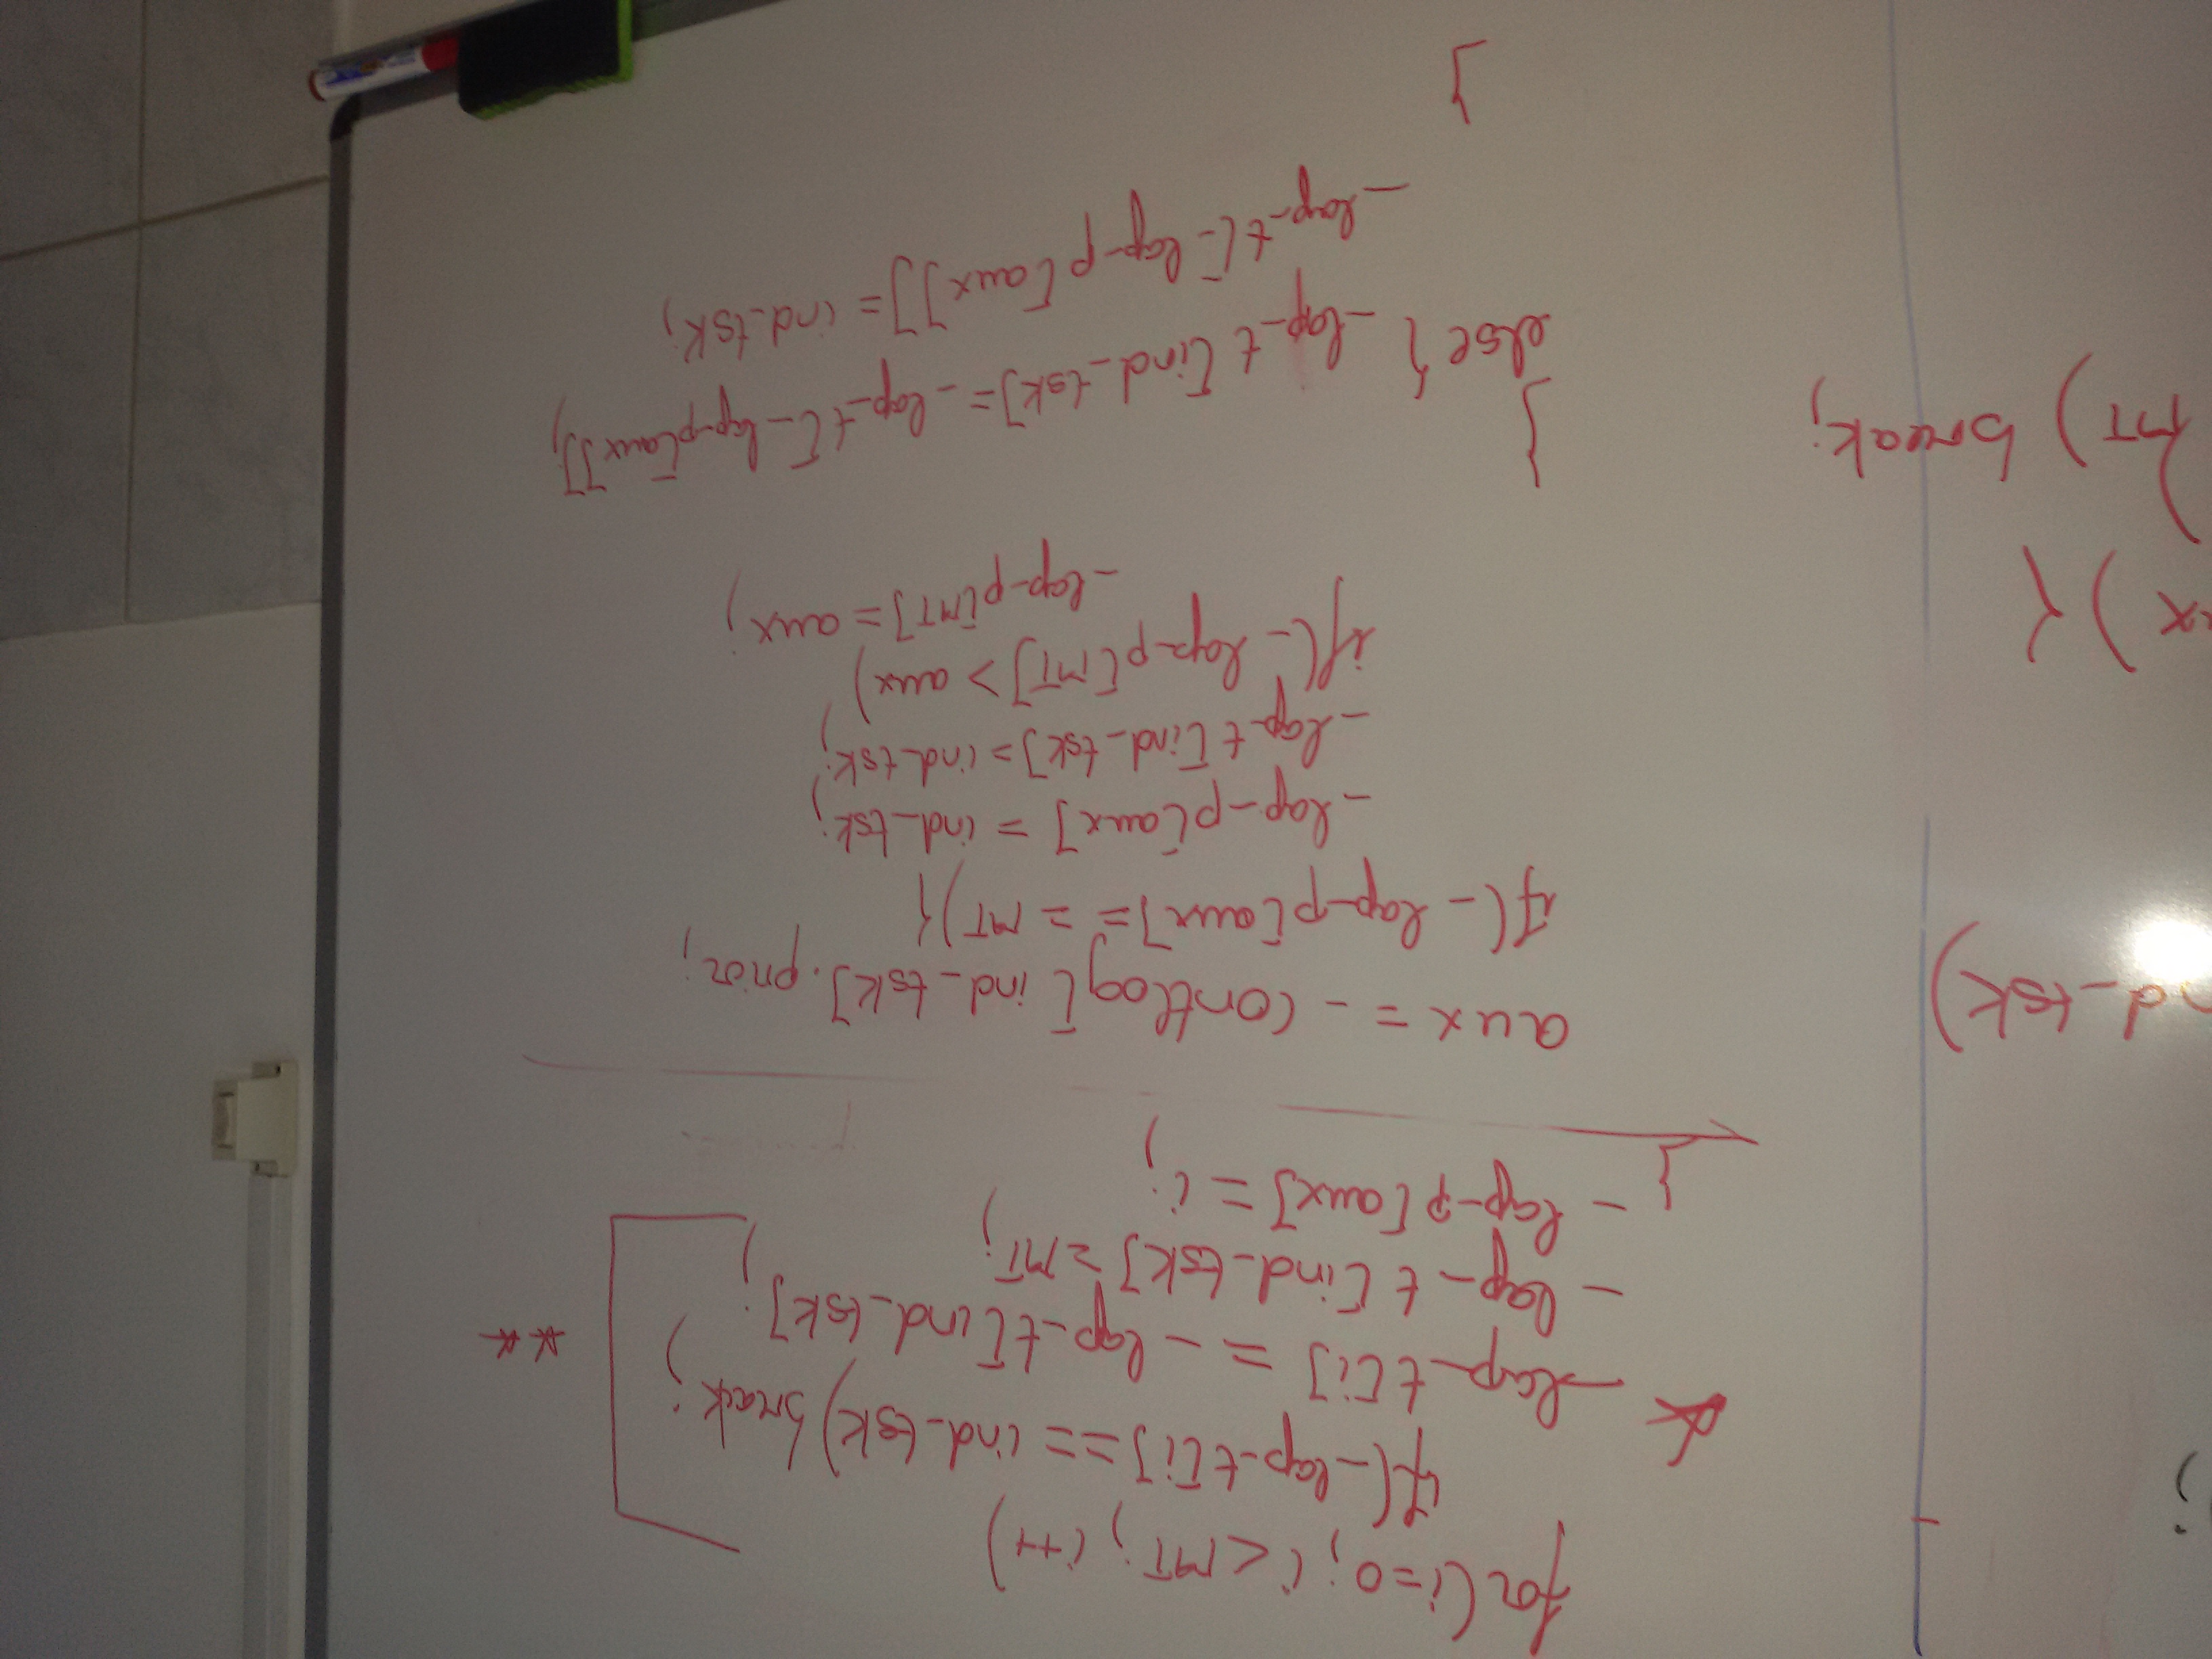 for(i=0; i<MT; i++)
if(_lap_t[i]==ind_tsk)break;
_lap_t[i] = _lap_t[ind_tsk];
**
_lap_t[ind_tsk]=MT;
_lap_p[aux]=i;
}
aux = _contlog[ind_tsk].prior;
if(_lap_p[aux]==MT){
_lap_p[aux] = ind_tsk;
_lap_t[ind_tsk]=ind_tsk;
if(_lap_p[MT]>aux)
_lap_p[MT]=aux;
}
else{ _lap_t[ind_tsk]=_lap_t[_lap_p[aux]];
_lap_t[_lap_p[aux]]=ind_tsk;
}
);
nd_tsk)
x){
)
MT) break;